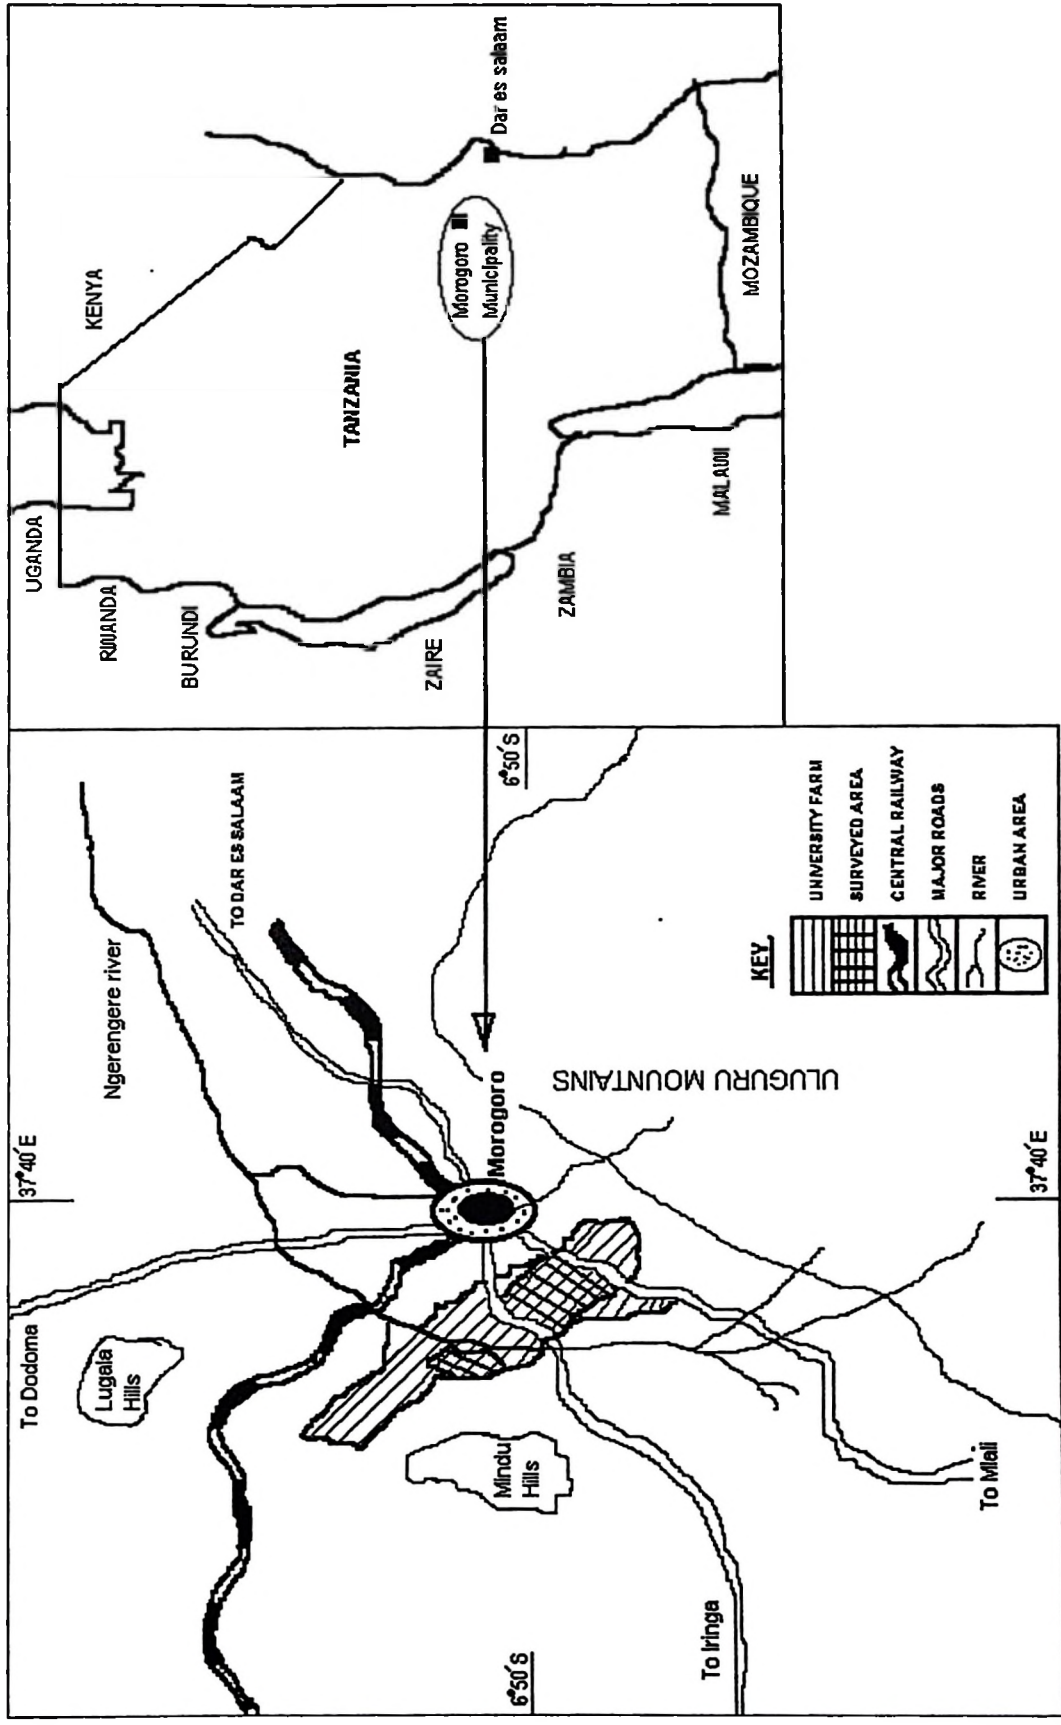 UGANDA
KENYA
RWANDA
BURUNDI
TANZANIA
ZAIRE
Morogoro
Municipality
Dar es salaam
ZAMBIA
MALAWI
MOZAMBIQUE
To Dodoma
37°40'E
Ngerengere river
Lugala
Hills
TO DAR ES SALAAM
Morogoro
6°50'S
6°50'S
Mindu
Hills
ULUGURU MOUNTAINS
To Iringa
To Mlali
37°40'E
KEY
UNIVERSITY FARM
SURVEYED AREA
CENTRAL RAILWAY
MAJOR ROADS
RIVER
URBAN AREA